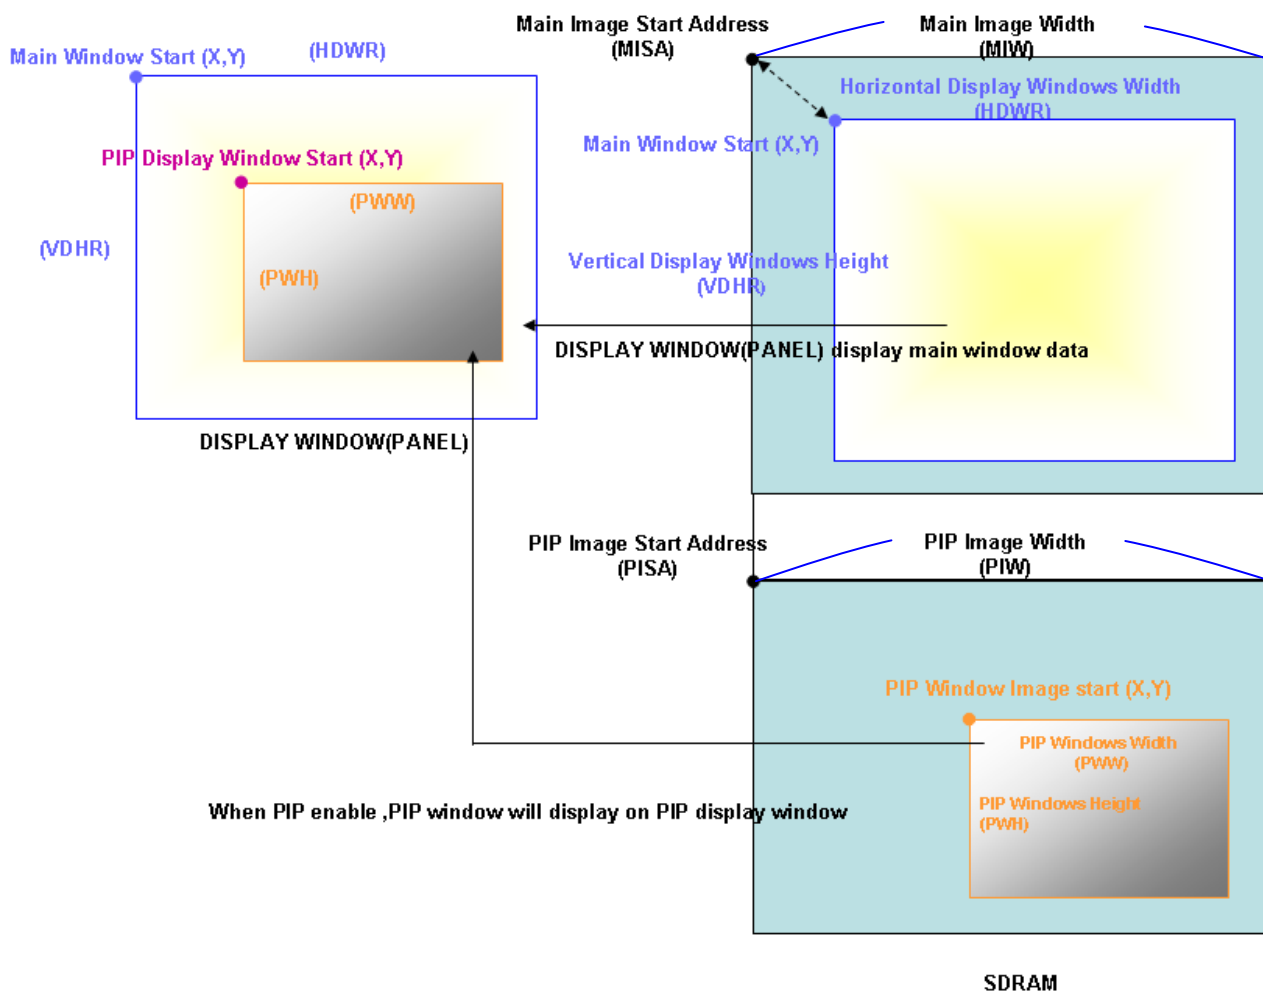 Main Image Start Address
(MISA)
Main Image Width
(MIW)
(HDWR)
Main Window Start (X,Y)
Horizontal Display Windows Width
(HDWR)
Main Window Start (X,Y)
PIP Display Window Start (X,Y)
(PWW)
(VDHR)
(PWH)
Vertical Display Windows Height
(VDHR)
DISPLAY WINDOW(PANEL) display main window data
DISPLAY WINDOW(PANEL)
PIP Image Start Address
(PISA)
PIP Image Width
(PIW)
PIP Window Image start (X,Y)
PIP Windows Width
(PWW)
PIP Windows Height
(PWH)
When PIP enable ,PIP window will display on PIP display window
SDRAM